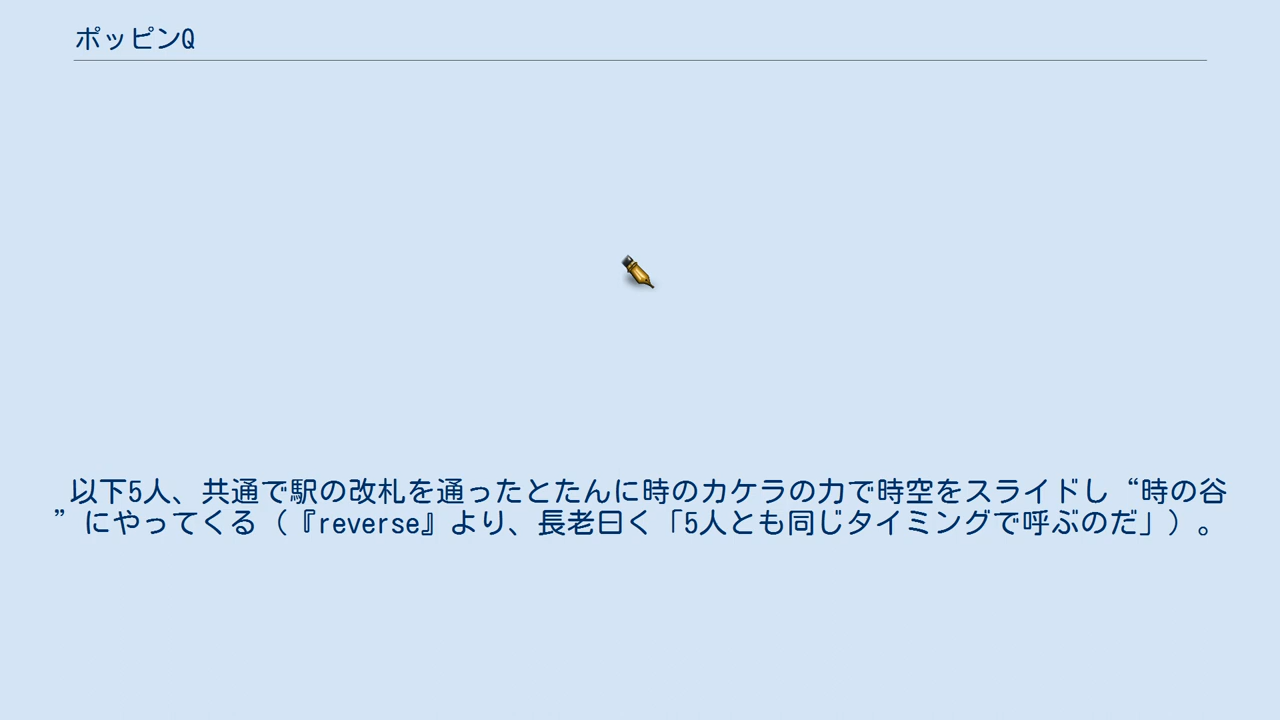 ポッピンQ
以下5人、共通で駅の改札を通ったとたんに時のカケラの力で時空をスライドし“時の谷
”にやってくる（『reverse』より、長老曰く「5人とも同じタイミングで呼ぶのだ」）。